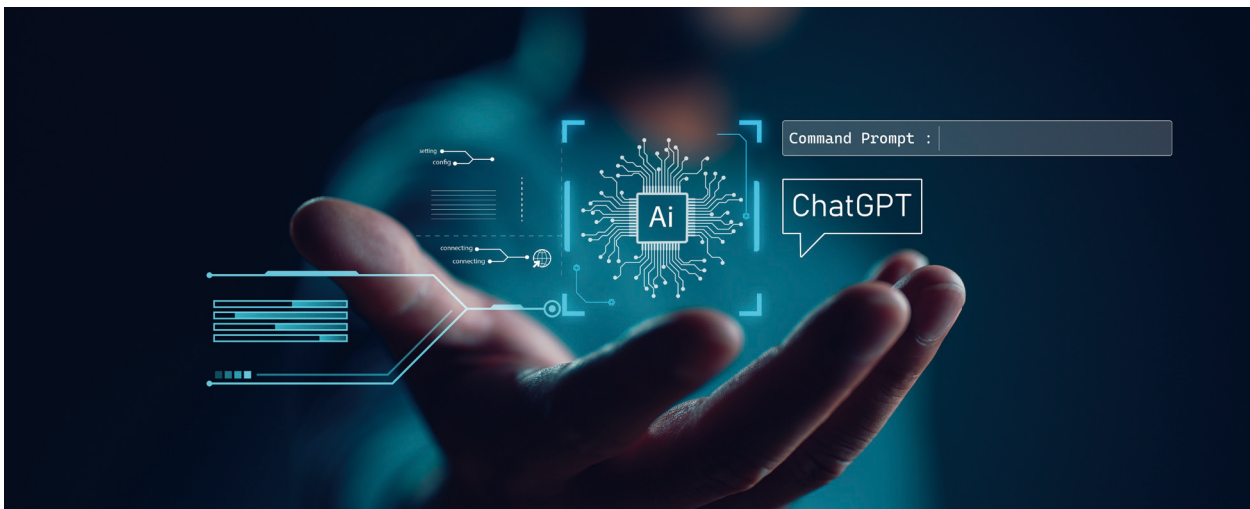 setting
config
connecting
connecting
Ai
Command Prompt :
ChatGPT